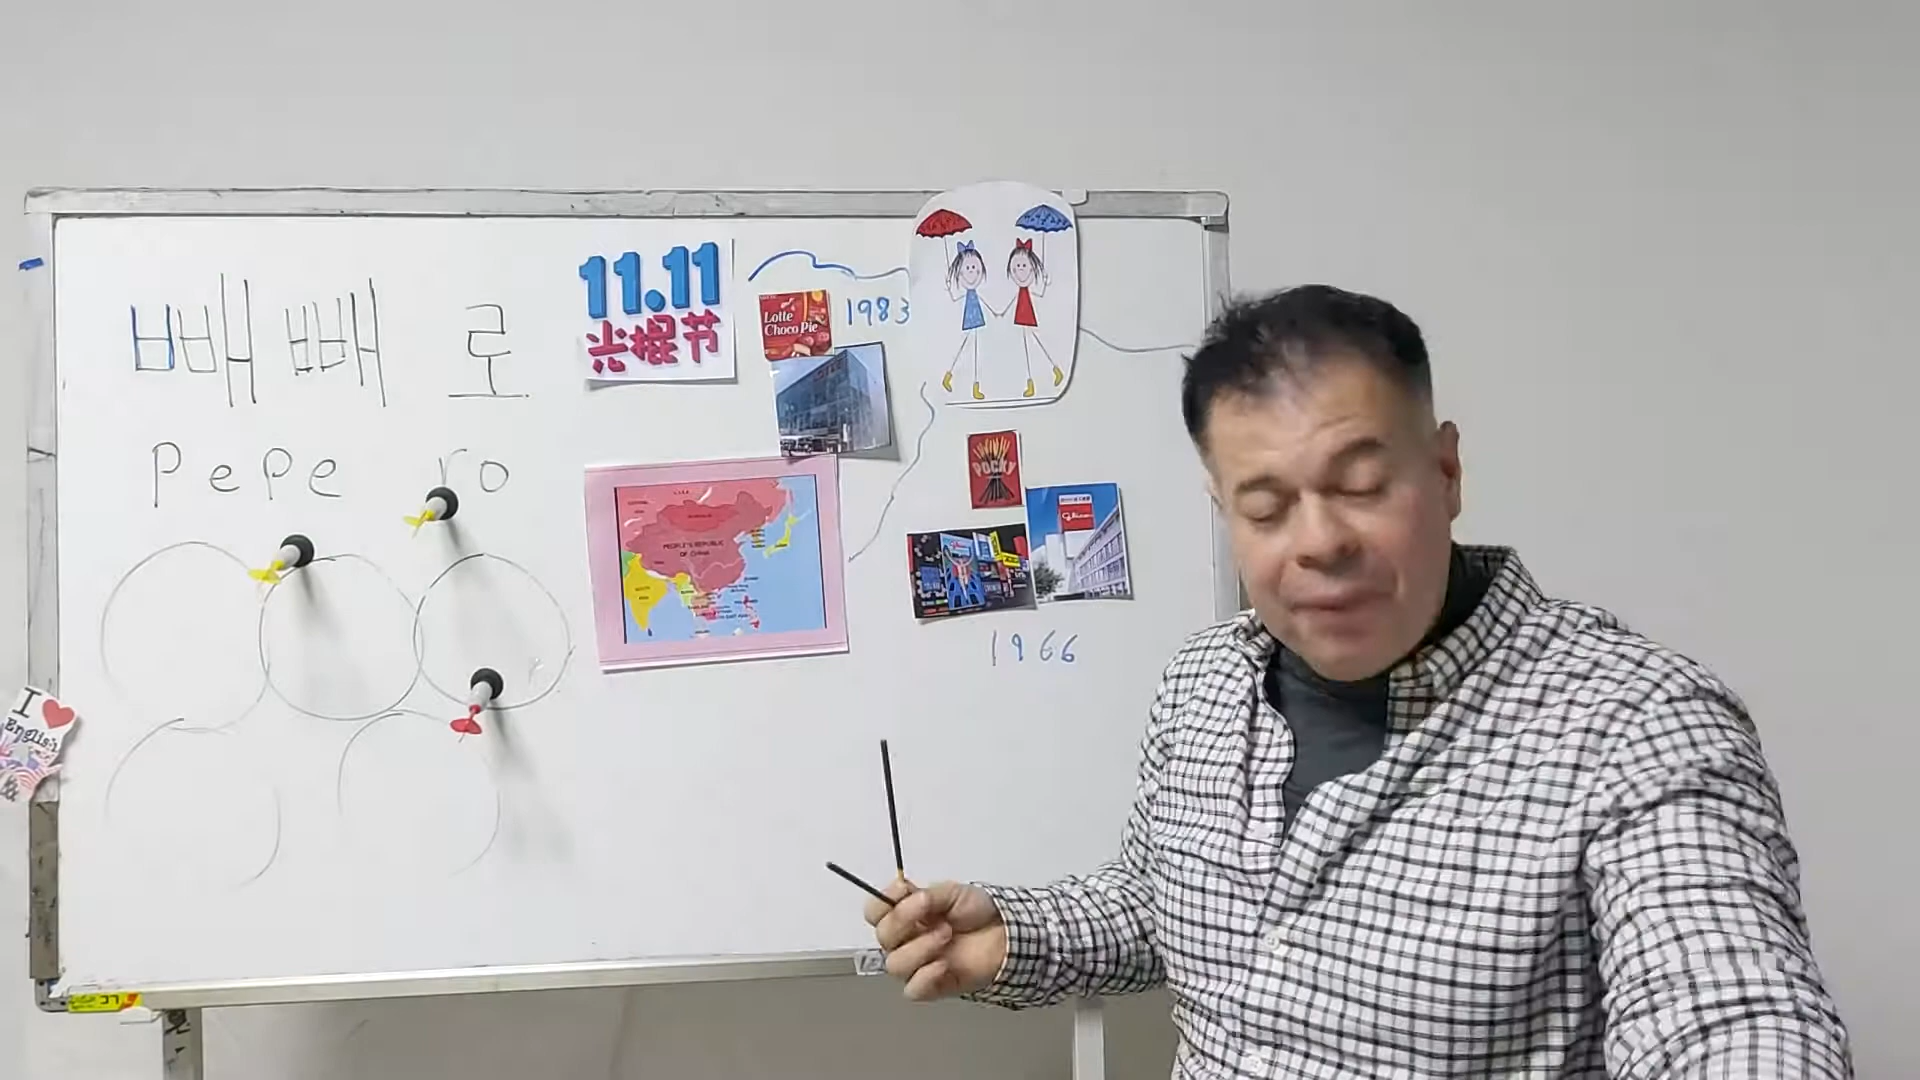 빼빼로
Pepero
11.11
光棍节
Lotte
Choco Pie
1983
POCKY
Glico
PEOPLE'S REPUBLIC
OF CHINA
1966
I
English